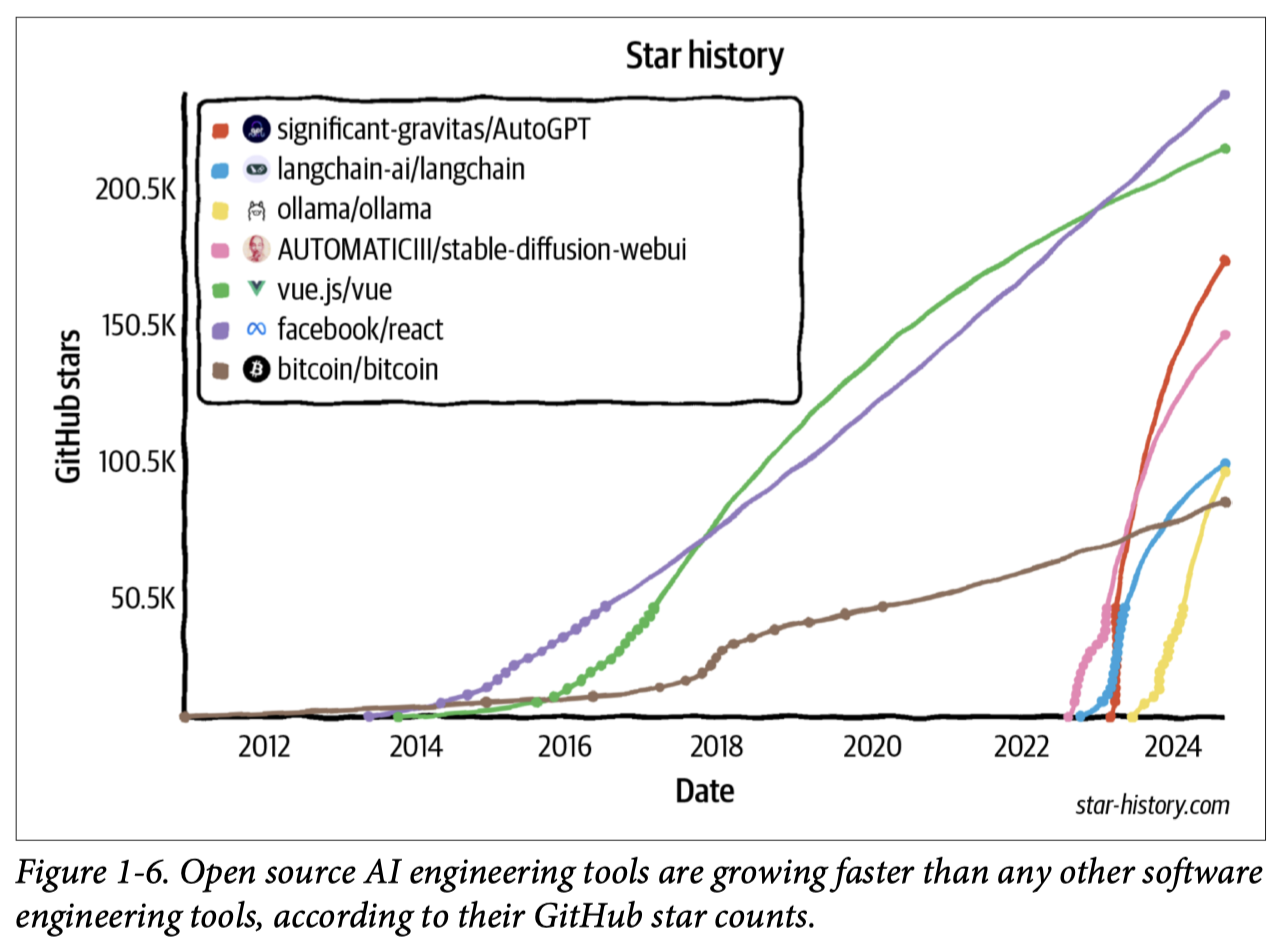 Star history
significant-gravitas/AutoGPT
langchain-ai/langchain
ollama/ollama
AUTOMATICIII/stable-diffusion-webui
vue.js/vue
facebook/react
bitcoin/bitcoin
GitHub stars
200.5K
150.5K
100.5K
50.5K
2012 2014 2016 2018 2020 2022 2024
Date
star-history.com
Figure 1-6. Open source AI engineering tools are growing faster than any other software
engineering tools, according to their GitHub star counts.